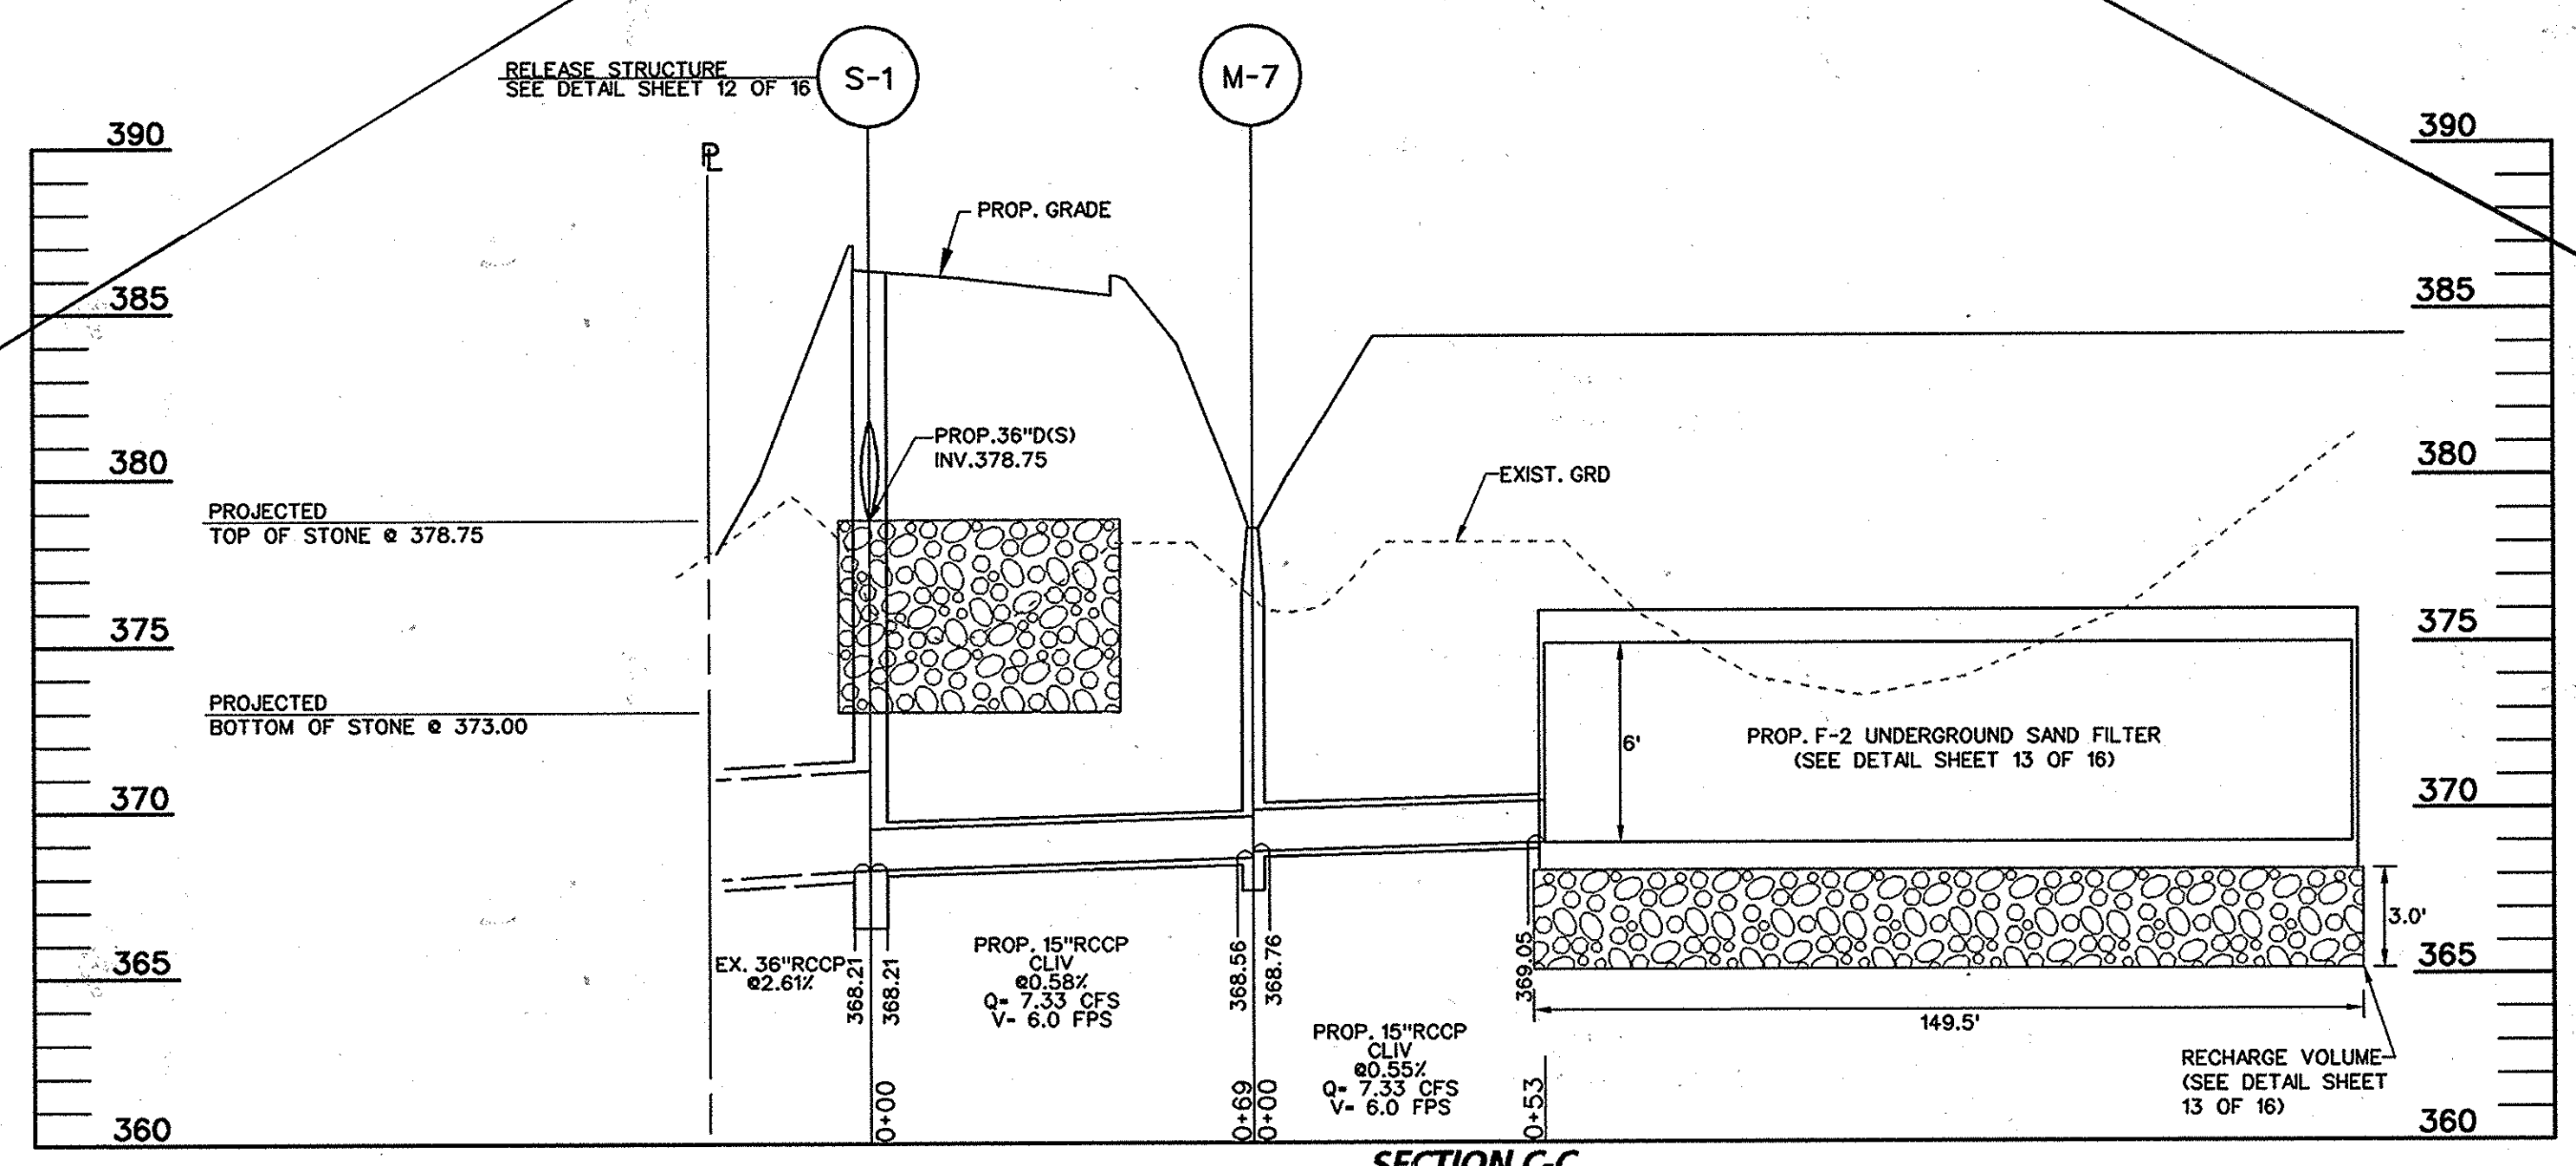 RELEASE STRUCTURE
SEE DETAIL SHEET 12 OF 16
S-1
M-7
390
390
PL
PROP. GRADE
385
385
PROP.36"D(S)
INV.378.75
380
380
EXIST. GRD
PROJECTED
TOP OF STONE @ 378.75
375
375
PROJECTED
BOTTOM OF STONE @ 373.00
6'
PROP. F-2 UNDERGROUND SAND FILTER
(SEE DETAIL SHEET 13 OF 16)
370
370
3.0'
365
365
EX. 36"RCCP
@2.61%
368.21
368.21
PROP. 15"RCCP
CLIV
@0.58%
Q= 7.33 CFS
V= 6.0 FPS
368.56
368.76
369.05
149.5'
PROP. 15"RCCP
CLIV
@0.55%
Q= 7.33 CFS
V= 6.0 FPS
RECHARGE VOLUME
(SEE DETAIL SHEET
13 OF 16)
0+00
0+69
0+00
0+53
360
360
SECTION C-C